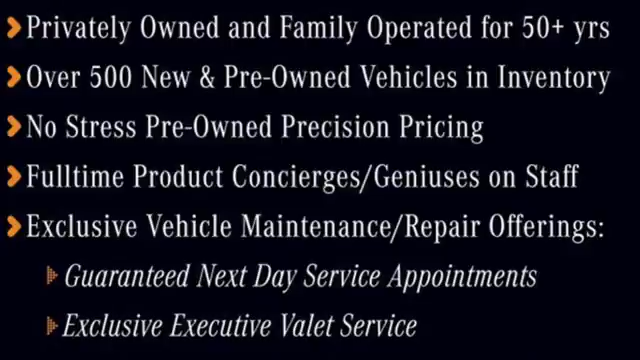 Privately Owned and Family Operated for 50+ yrs
Over 500 New & Pre-Owned Vehicles in Inventory
No Stress Pre-Owned Precision Pricing
Fulltime Product Concierges/Geniuses on Staff
Exclusive Vehicle Maintenance/Repair Offerings:
Guaranteed Next Day Service Appointments
Exclusive Executive Valet Service